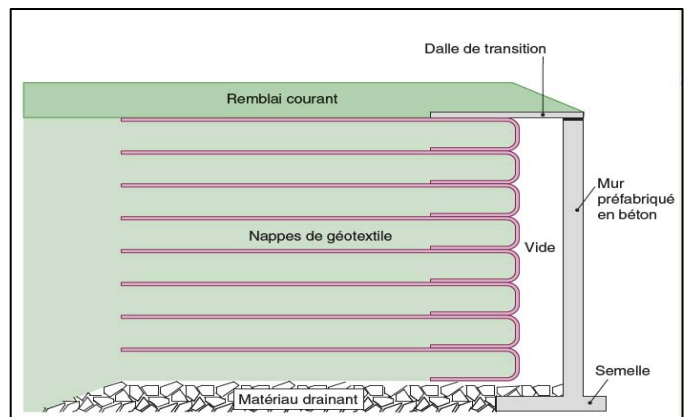 Dalle de transition
Remblai courant
Mur
préfabriqué
en béton
Nappes de géotextile
Vide
Semelle
Matériau drainant